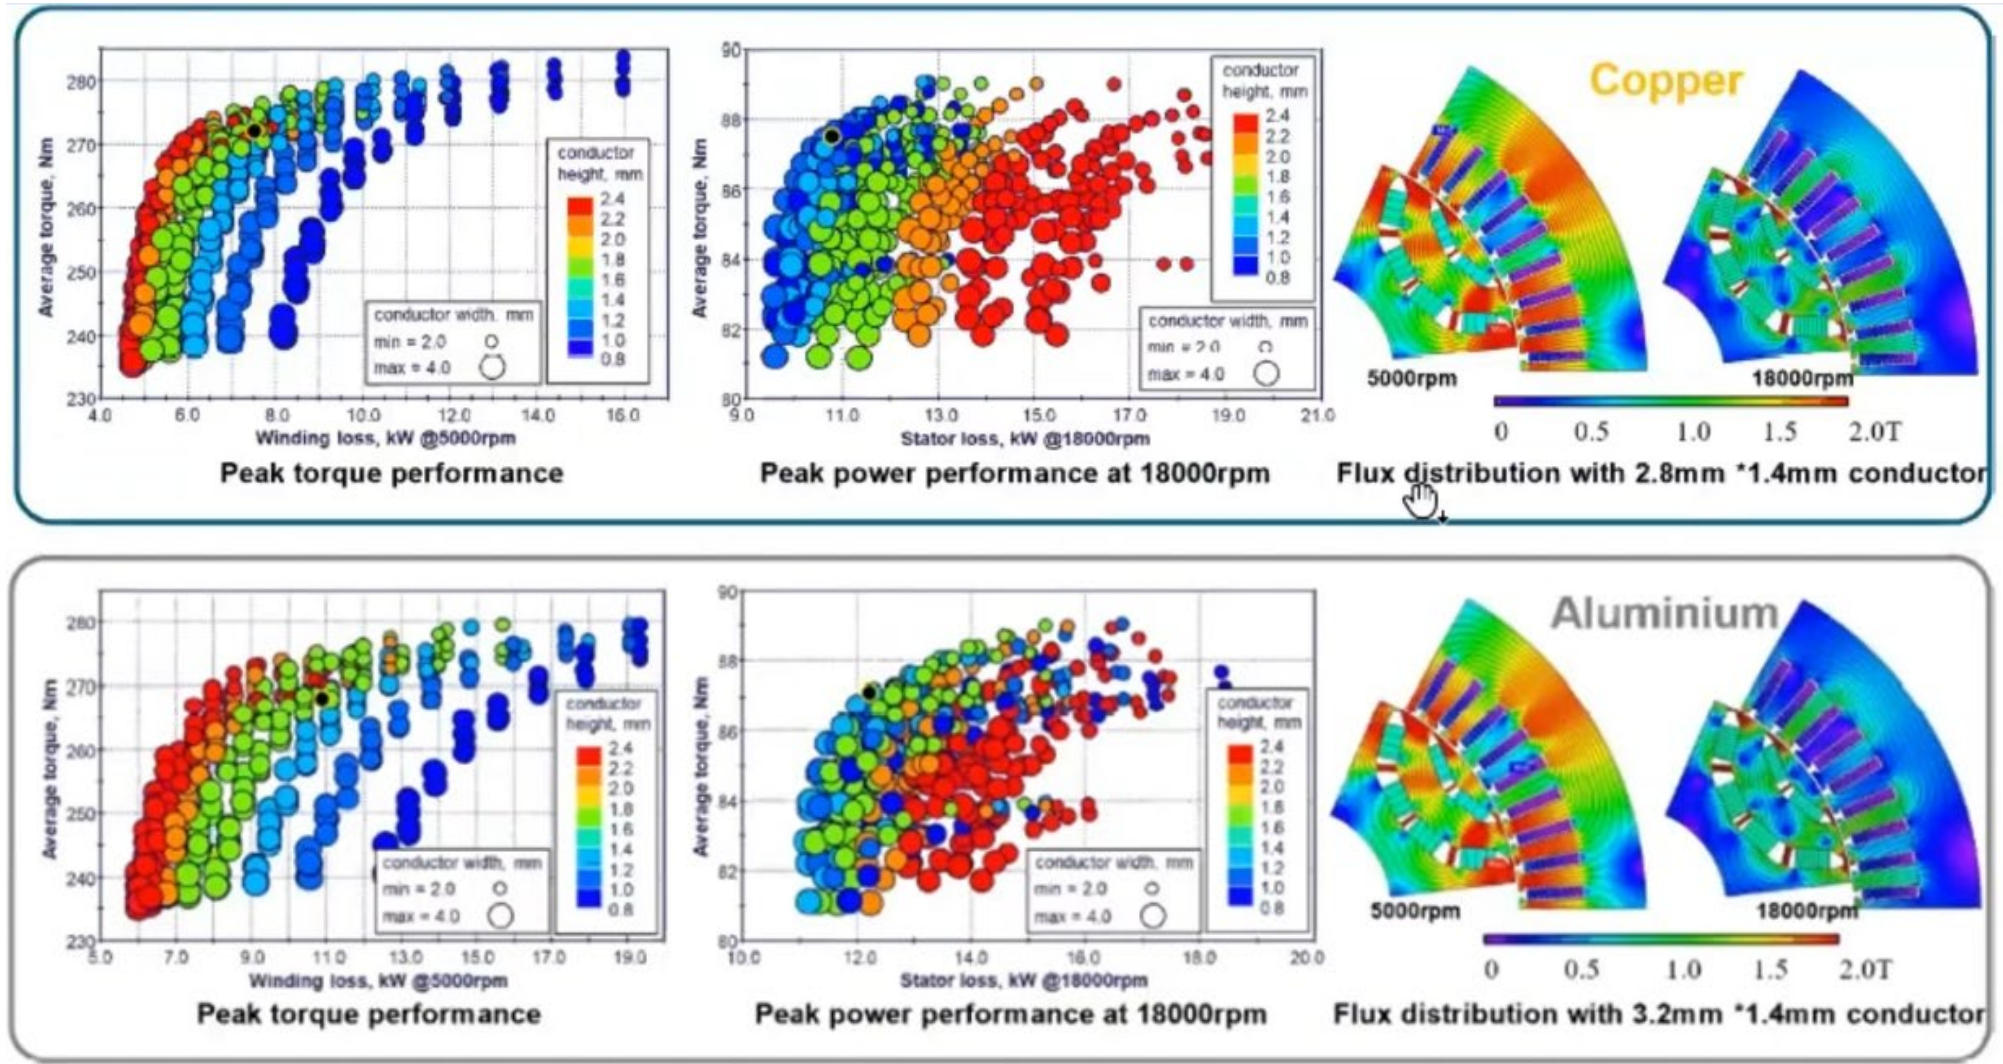 Copper
280
270
260
250
240
230
Average torque, Nm
4.0 6.0 8.0 10.0 12.0 14.0 16.0
Winding loss, kW @5000rpm
conductor
height, mm
2.4
2.2
2.0
1.8
1.6
1.4
1.2
1.0
0.8
conductor width, mm
min = 2.0
max = 4.0
Peak torque performance
90
88
86
84
82
80
Average torque, Nm
9.0 11.0 13.0 15.0 17.0 19.0 21.0
Stator loss, kW @18000rpm
conductor
height, mm
2.4
2.2
2.0
1.8
1.6
1.4
1.2
1.0
0.8
conductor width, mm
min = 2.0
max = 4.0
Peak power performance at 18000rpm
5000rpm
18000rpm
0 0.5 1.0 1.5 2.0T
Flux distribution with 2.8mm *1.4mm conductor
Aluminium
280
270
260
250
240
230
Average torque, Nm
5.0 7.0 9.0 11.0 13.0 15.0 17.0 19.0
Winding loss, kW @5000rpm
conductor
height, mm
2.4
2.2
2.0
1.8
1.6
1.4
1.2
1.0
0.8
conductor width, mm
min = 2.0
max = 4.0
Peak torque performance
90
88
86
84
82
80
Average torque, Nm
10.0 12.0 14.0 16.0 18.0 20.0
Stator loss, kW @18000rpm
conductor
height, mm
2.4
2.2
2.0
1.8
1.6
1.4
1.2
1.0
0.8
conductor width, mm
min = 2.0
max = 4.0
Peak power performance at 18000rpm
5000rpm
18000rpm
0 0.5 1.0 1.5 2.0T
Flux distribution with 3.2mm *1.4mm conductor